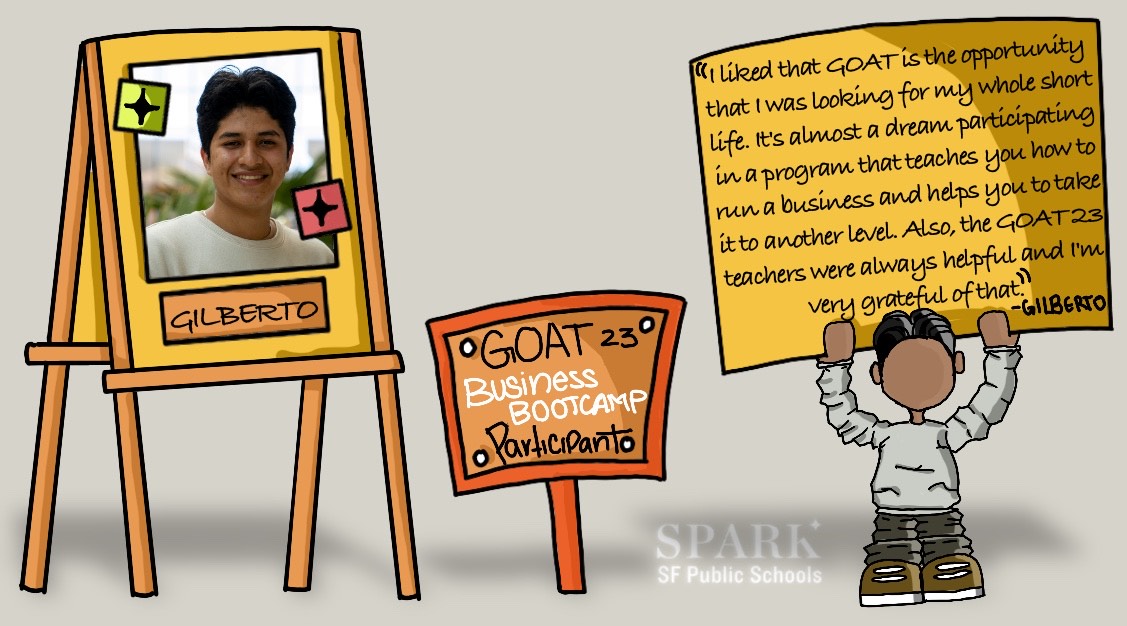 GILBERTO
GOAT 23
Business
BOOTCAMP
Participant
"I liked that GOAT is the opportunity
that I was looking for my whole short
life. It's almost a dream participating
in a program that teaches you how to
run a business and helps you to take
it to another level. Also, the GOAT 23
teachers were always helpful and I'm
very grateful of that."
-GILBERTO
SPARK
SF Public Schools